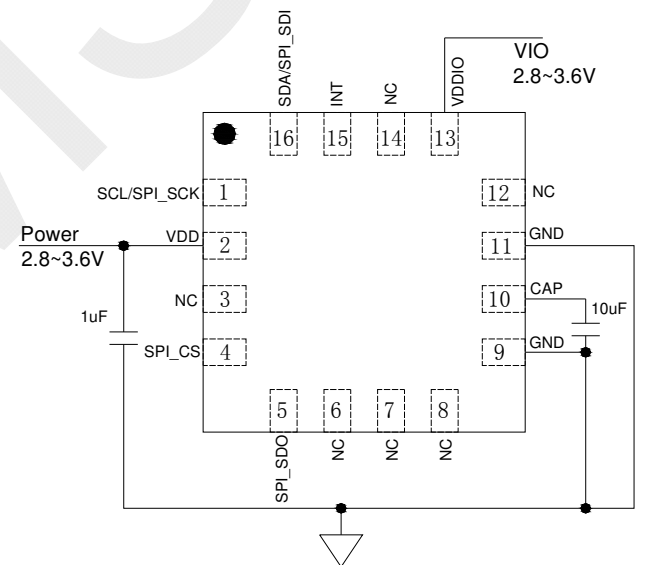 SDA/SPI_SDI
INT
NC
VDDIO
VIO
2.8~3.6V
16
15
14
13
SCL/SPI_SCK
1
12
NC
Power
2.8~3.6V
VDD
2
11
GND
NC
3
10
CAP
1uF
10uF
SPI_CS
4
9
GND
5
6
7
8
SPI_SDO
NC
NC
NC